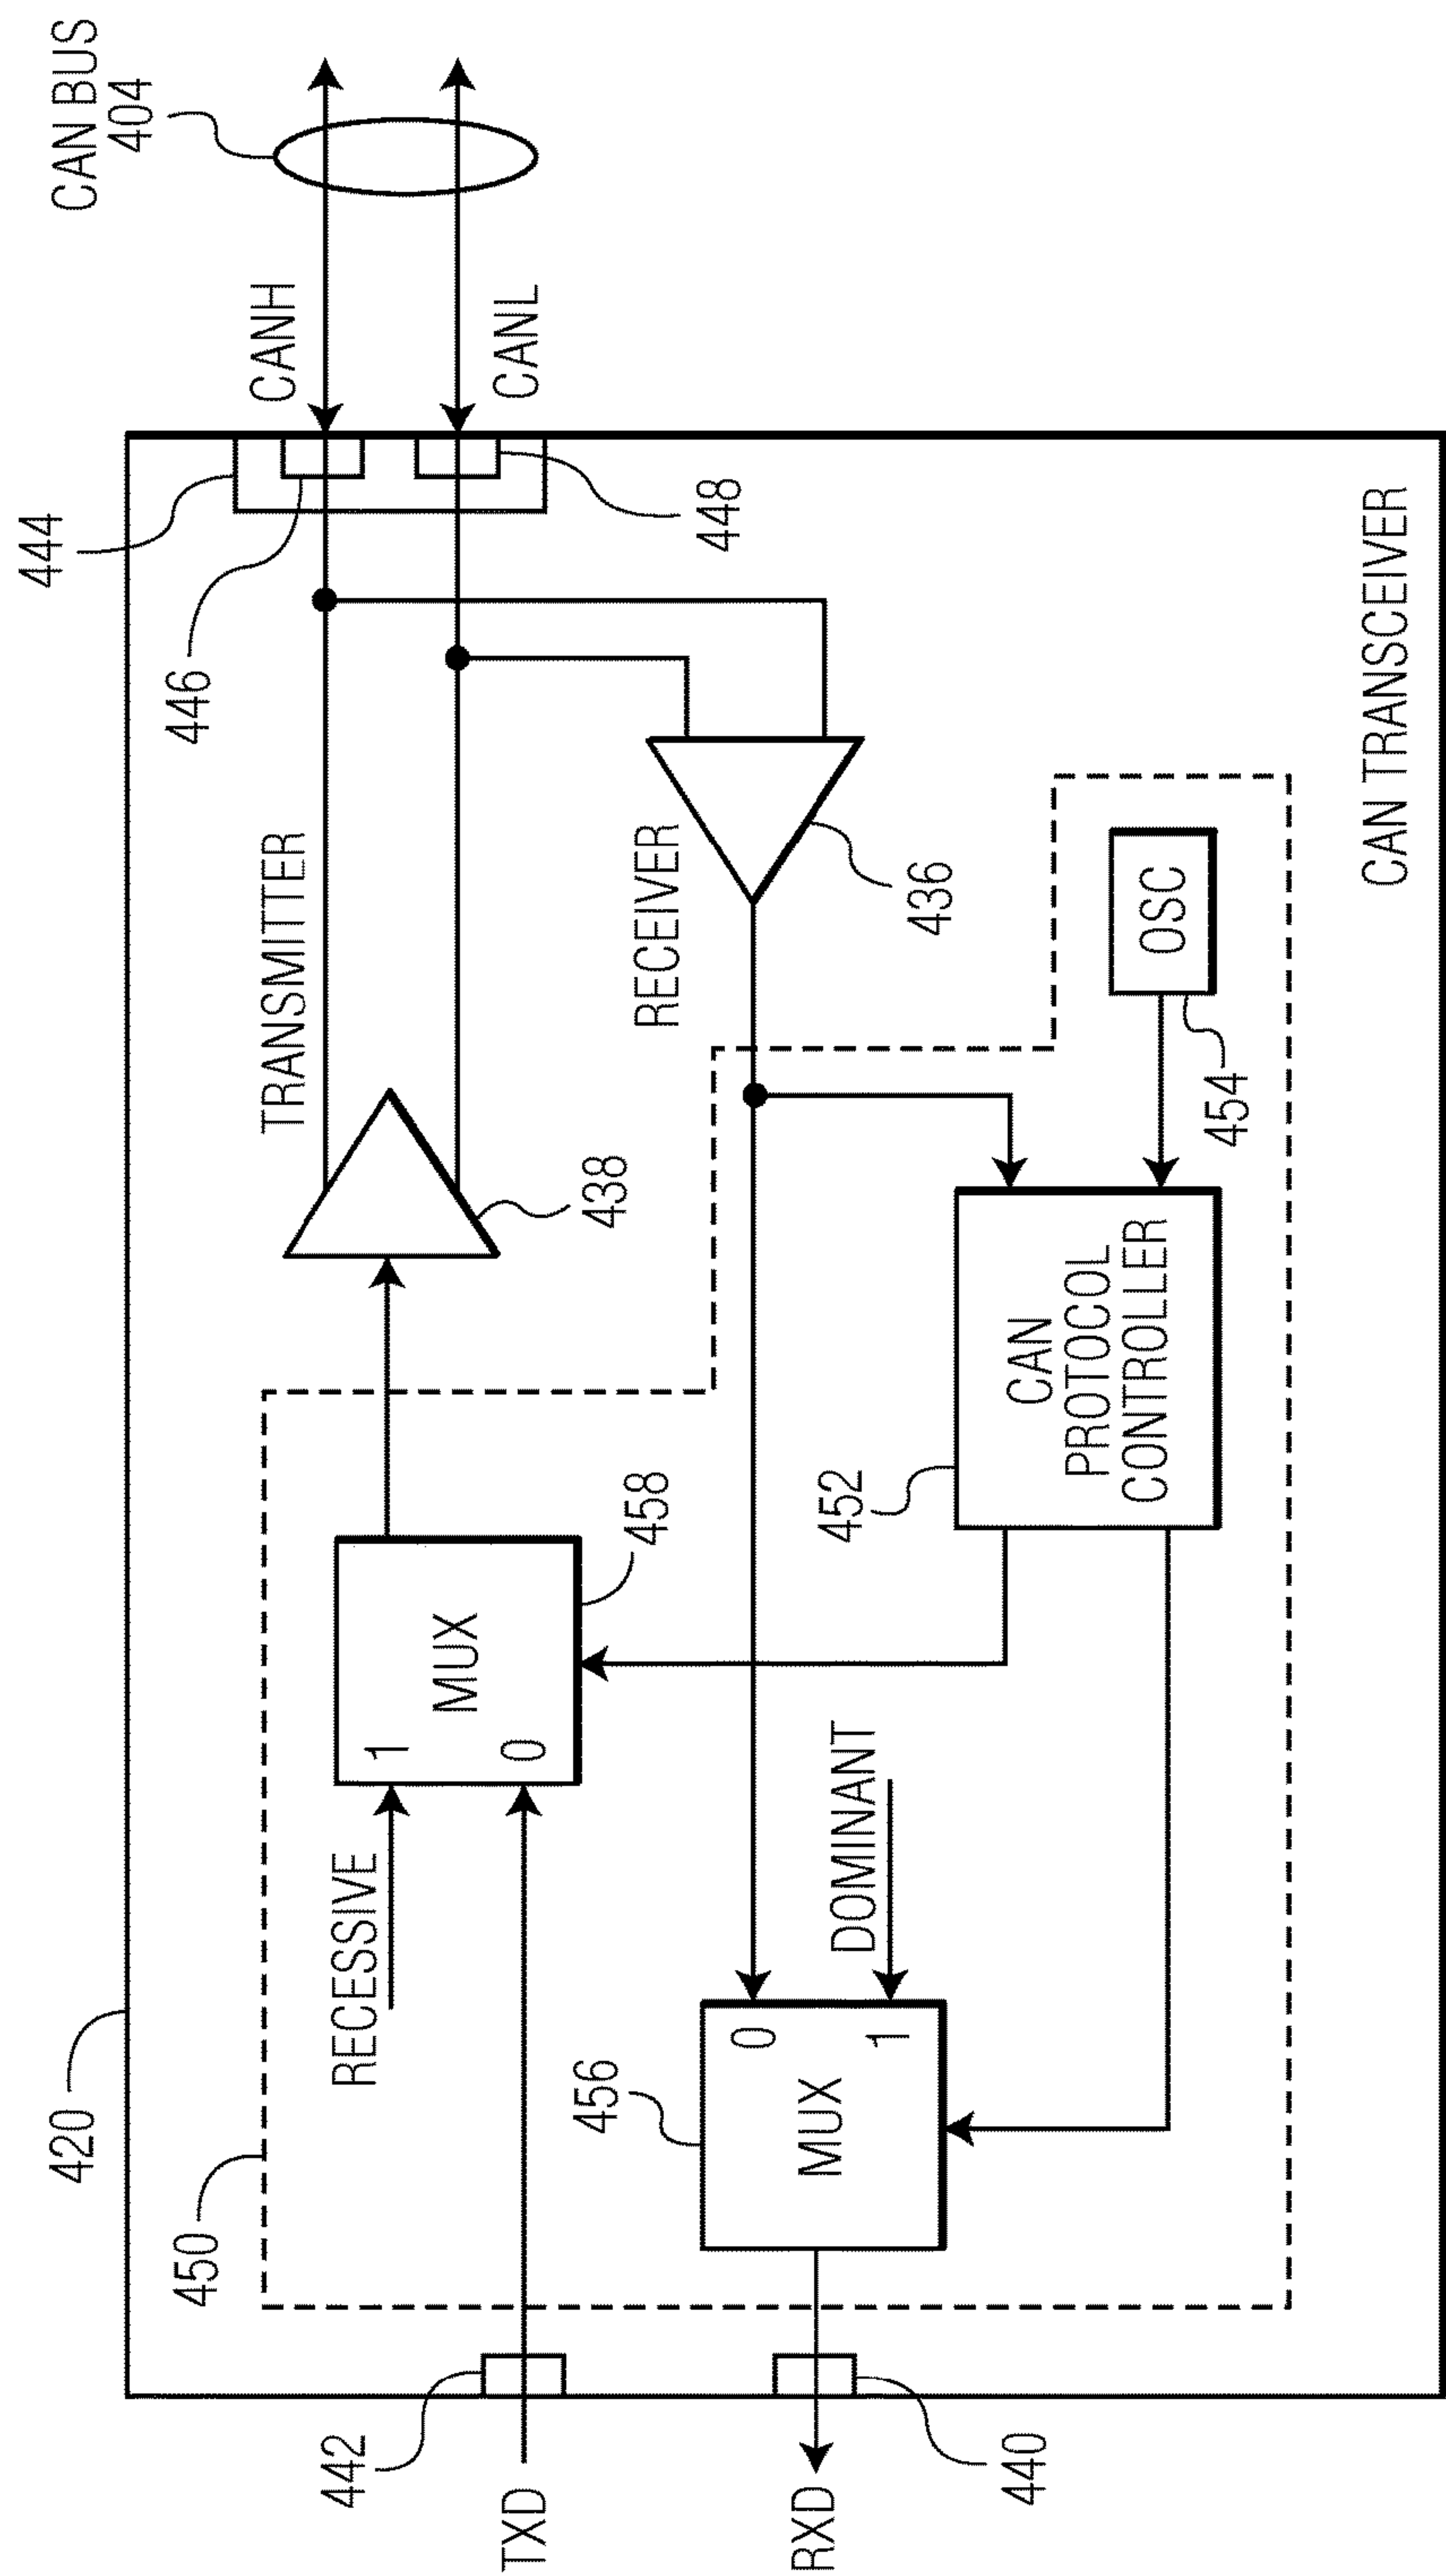 CAN BUS
404
CANH
CANL
444
446
448
TRANSMITTER
438
RECEIVER
436
OSC
454
CAN
PROTOCOL
CONTROLLER
452
MUX
1
0
458
RECESSIVE
DOMINANT
MUX
0
1
456
420
450
442
TXD
440
RXD
CAN TRANSCEIVER